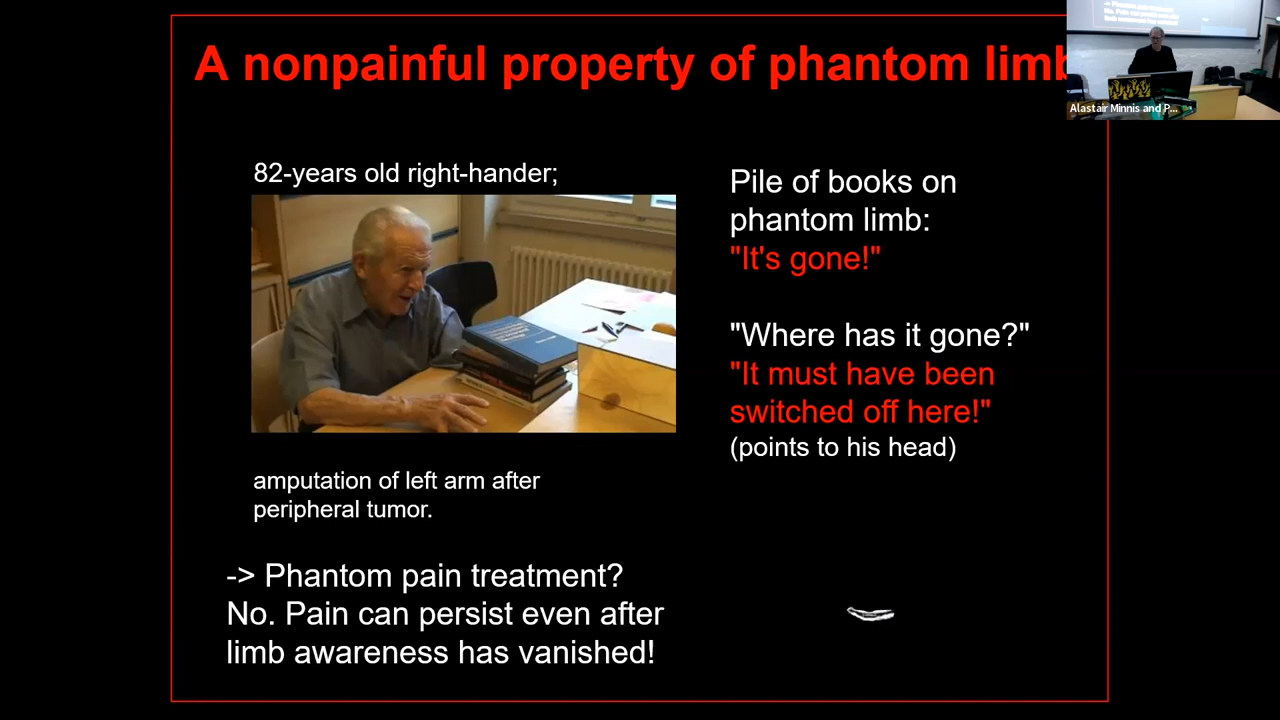 A nonpainful property of phantom limb
Alastair Minnis and P...
82-years old right-hander;
Pile of books on
phantom limb:
"It's gone!"
"Where has it gone?"
"It must have been
switched off here!"
(points to his head)
amputation of left arm after
peripheral tumor.
-> Phantom pain treatment?
No. Pain can persist even after
limb awareness has vanished!